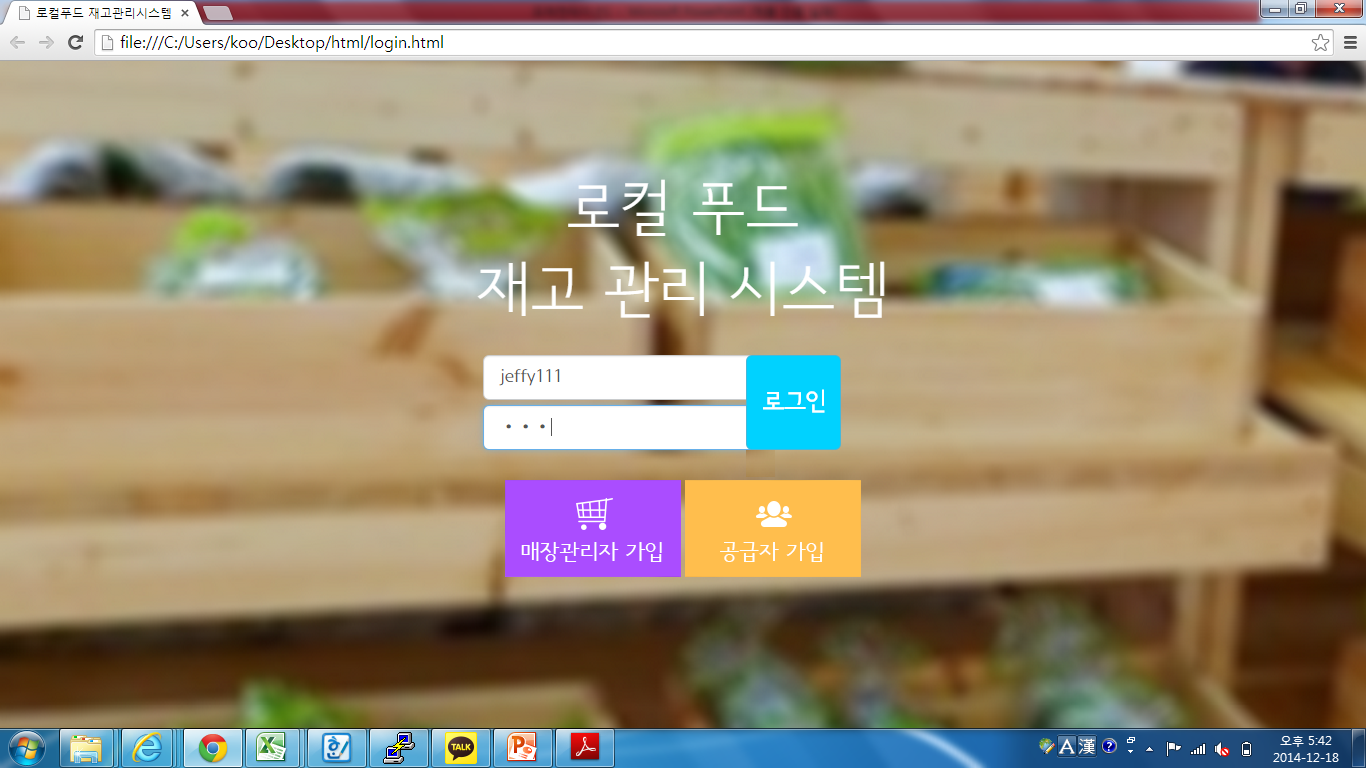 로컬푸드 재고관리시스템
file:///C:/Users/koo/Desktop/html/login.html
로컬 푸드
재고 관리 시스템
jeffy111
로그인
매장관리자 가입
공급자 가입
TALK
A 漢
오후 5:42
2014-12-18